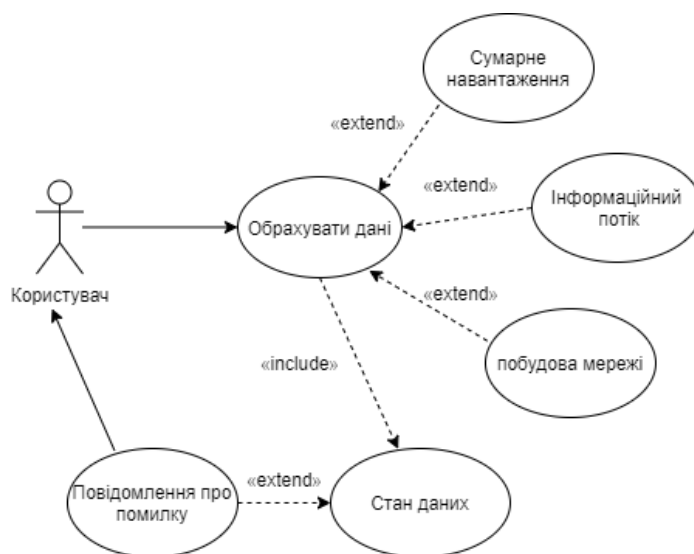 Сумарне
навантаження
«extend»
«extend»
Інформаційний
потік
Обрахувати дані
Користувач
«extend»
«include»
побудова мережі
«extend»
Повідомлення про
помилку
Стан даних